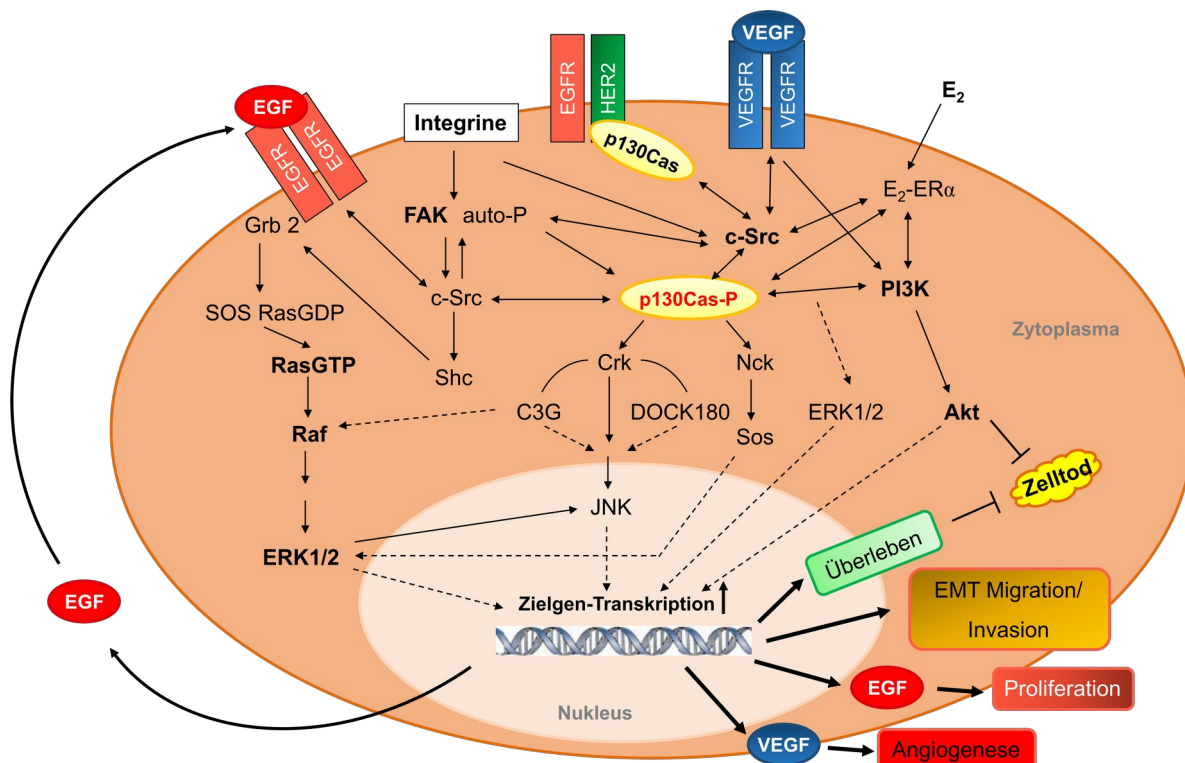 VEGF
EGFR
HER2
VEGFR
VEGFR
E₂
EGF
EGFR
EGFR
Integrine
p130Cas
E₂-ERα
Grb 2
FAK auto-P
c-Src
c-Src
p130Cas-P
PI3K
SOS RasGDP
Zytoplasma
RasGTP
Shc
Crk
Nck
C3G
DOCK180
ERK1/2
Akt
Raf
Sos
Zelltod
JNK
ERK1/2
Überleben
EGF
Zielgen-Transkription
EMT Migration/
Invasion
EGF
Proliferation
Nukleus
VEGF
Angiogenese